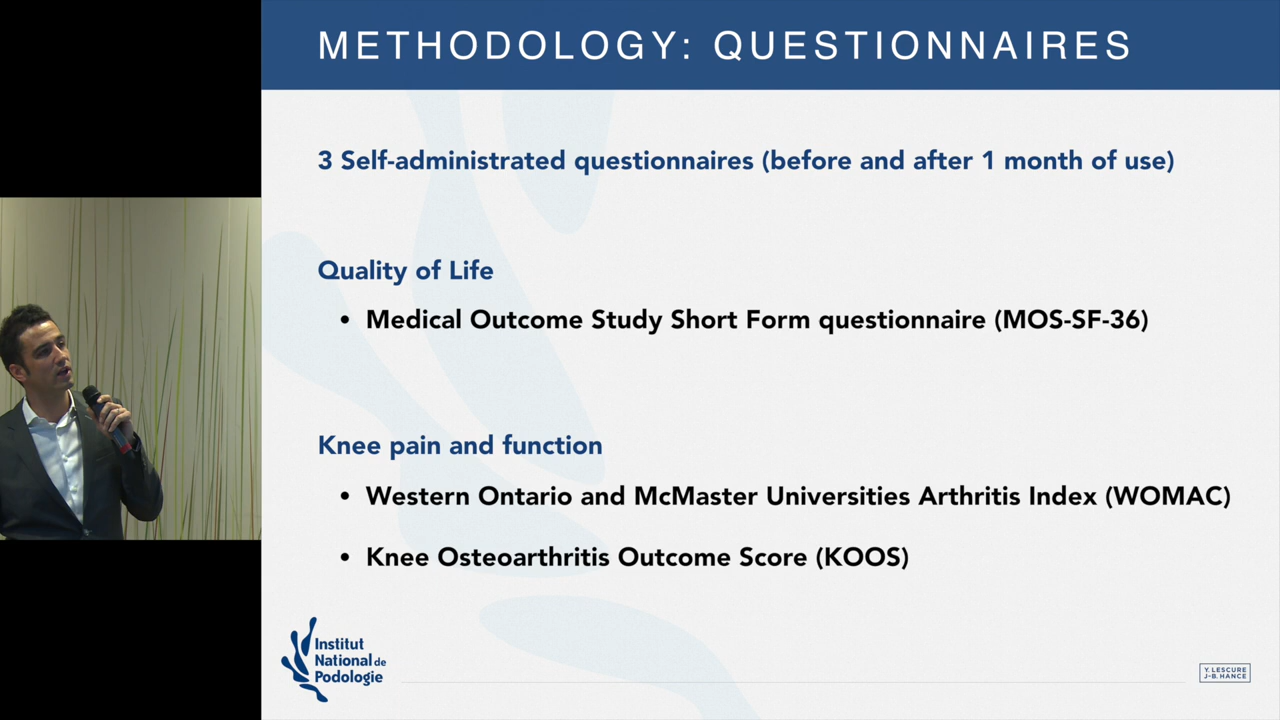 METHODOLOGY: QUESTIONNAIRES
3 Self-administrated questionnaires (before and after 1 month of use)
Quality of Life
• Medical Outcome Study Short Form questionnaire (MOS-SF-36)
Knee pain and function
• Western Ontario and McMaster Universities Arthritis Index (WOMAC)
• Knee Osteoarthritis Outcome Score (KOOS)
Institut
National de
Podologie
Y. LESCURE
J-B. HANCE